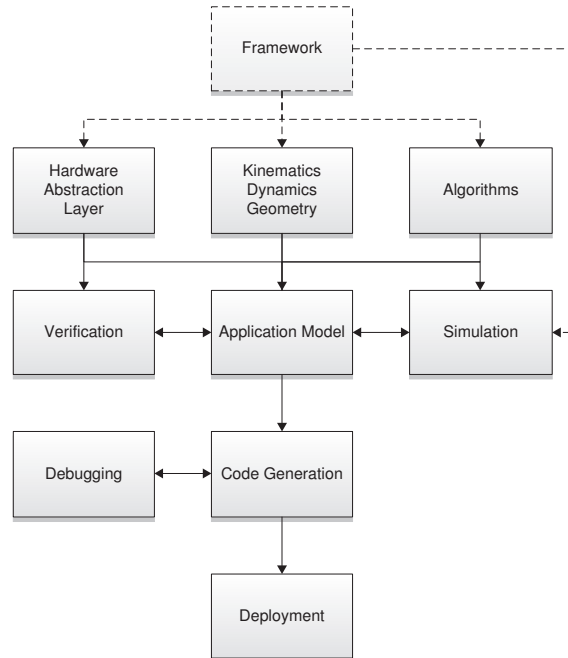 Framework
Hardware
Abstraction
Layer
Kinematics
Dynamics
Geometry
Algorithms
Verification
Application Model
Simulation
Debugging
Code Generation
Deployment